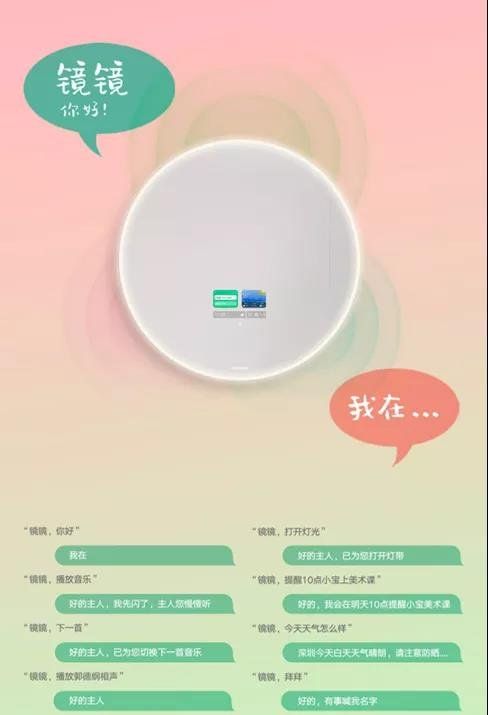 镜镜
你好!
我在...
“镜镜，你好”
我在
“镜镜，播放音乐”
好的主人，我先闪了，主人您慢慢听
“镜镜，下一首”
好的主人，已为您切换下一首音乐
“镜镜，播放郭德纲相声”
好的主人
“镜镜，打开灯光”
好的主人，已为您打开灯带
“镜镜，提醒10点小宝上美术课”
好的，我会在明天10点提醒小宝美术课
“镜镜，今天天气怎么样”
深圳今天白天天气晴朗，请注意防晒....
“镜镜，拜拜”
好的，有事喊我名字